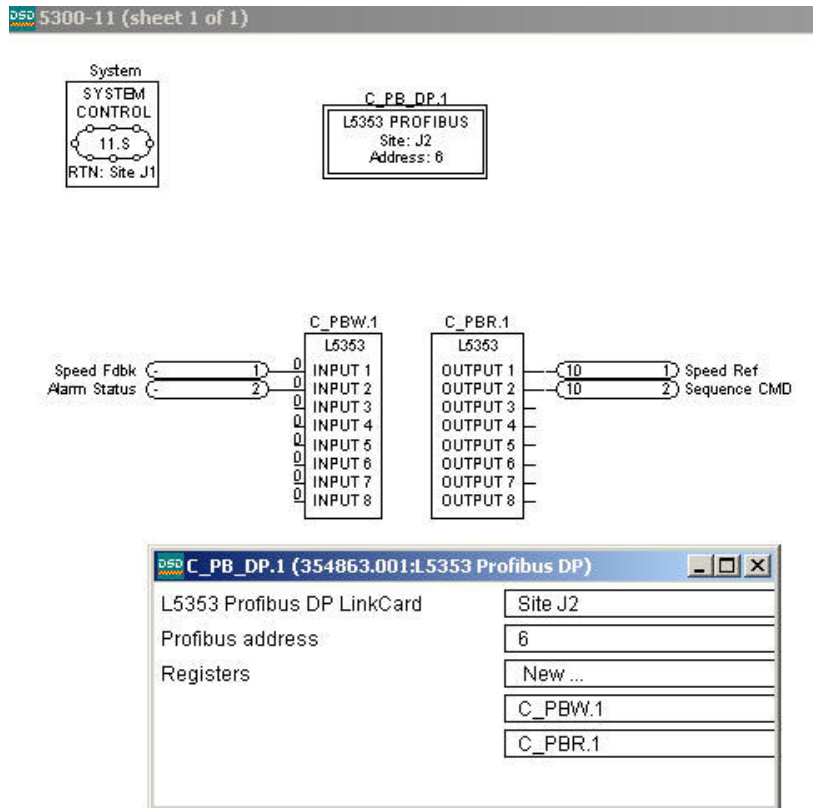 DSD 5300-11 (sheet 1 of 1)
System
SYSTEM
CONTROL
11.S
RTN: Site J1
C_PB_DP.1
L5353 PROFIBUS
Site: J2
Address: 6
C_PBW.1
L5353
Speed Fdbk (- 1) 0 INPUT 1
Alarm Status (- 2) 0 INPUT 2
0 INPUT 3
0 INPUT 4
0 INPUT 5
0 INPUT 6
0 INPUT 7
0 INPUT 8
C_PBR.1
L5353
OUTPUT 1 10 1 Speed Ref
OUTPUT 2 10 2 Sequence CMD
OUTPUT 3
OUTPUT 4
OUTPUT 5
OUTPUT 6
OUTPUT 7
OUTPUT 8
DSD C_PB_DP.1 (354863.001:L5353 Profibus DP)
L5353 Profibus DP LinkCard Site J2
Profibus address 6
Registers New ...
C_PBW.1
C_PBR.1